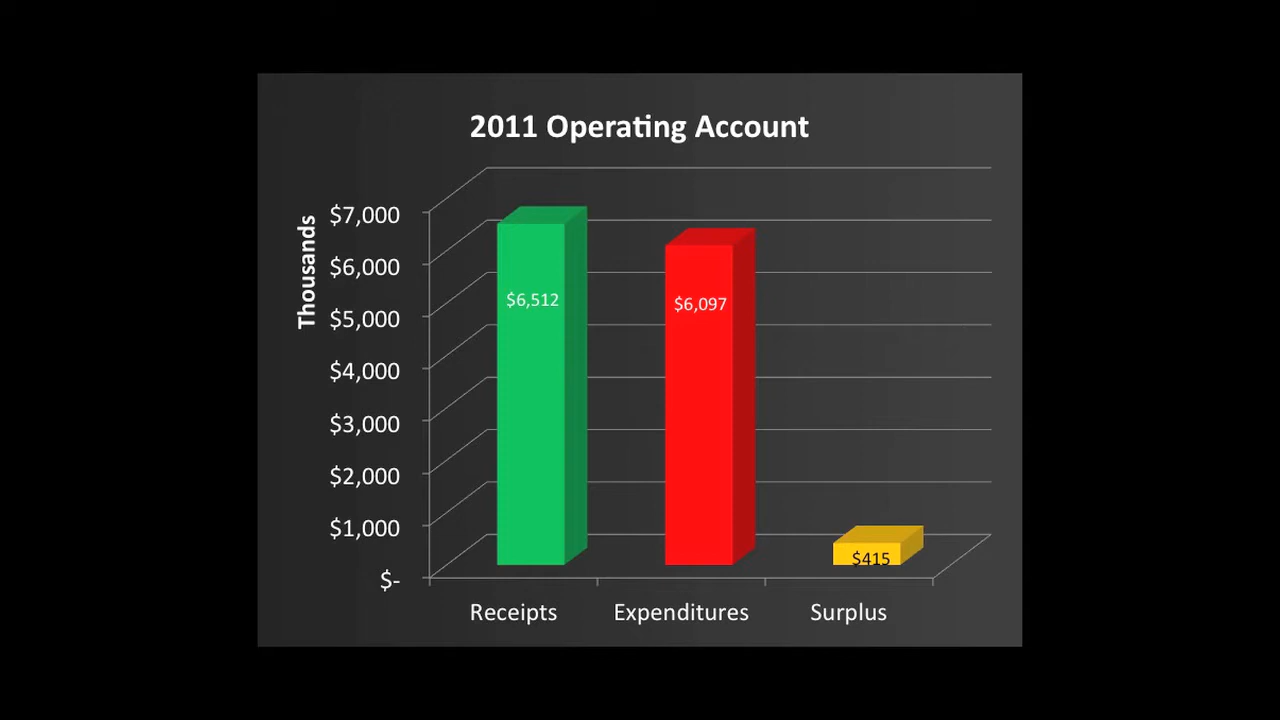 2011 Operating Account
Thousands
$7,000
$6,000
$5,000
$4,000
$3,000
$2,000
$1,000
$-
$6,512
$6,097
$415
Receipts
Expenditures
Surplus